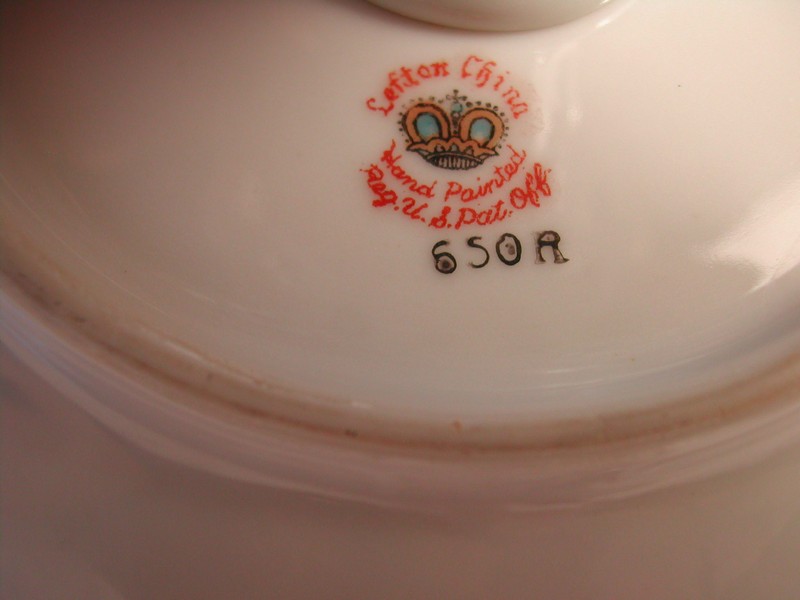 Lefton China
Hand Painted
Reg. U. S. Pat. Off.
650R